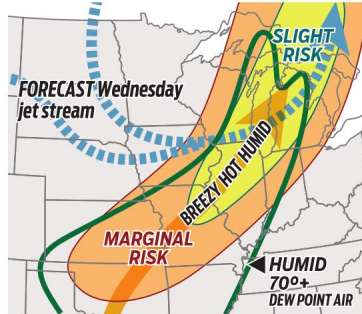 SLIGHT
RISK
FORECAST Wednesday
jet stream
BREEZY HOT HUMID
MARGINAL
RISK
HUMID
70º+
DEW POINT AIR